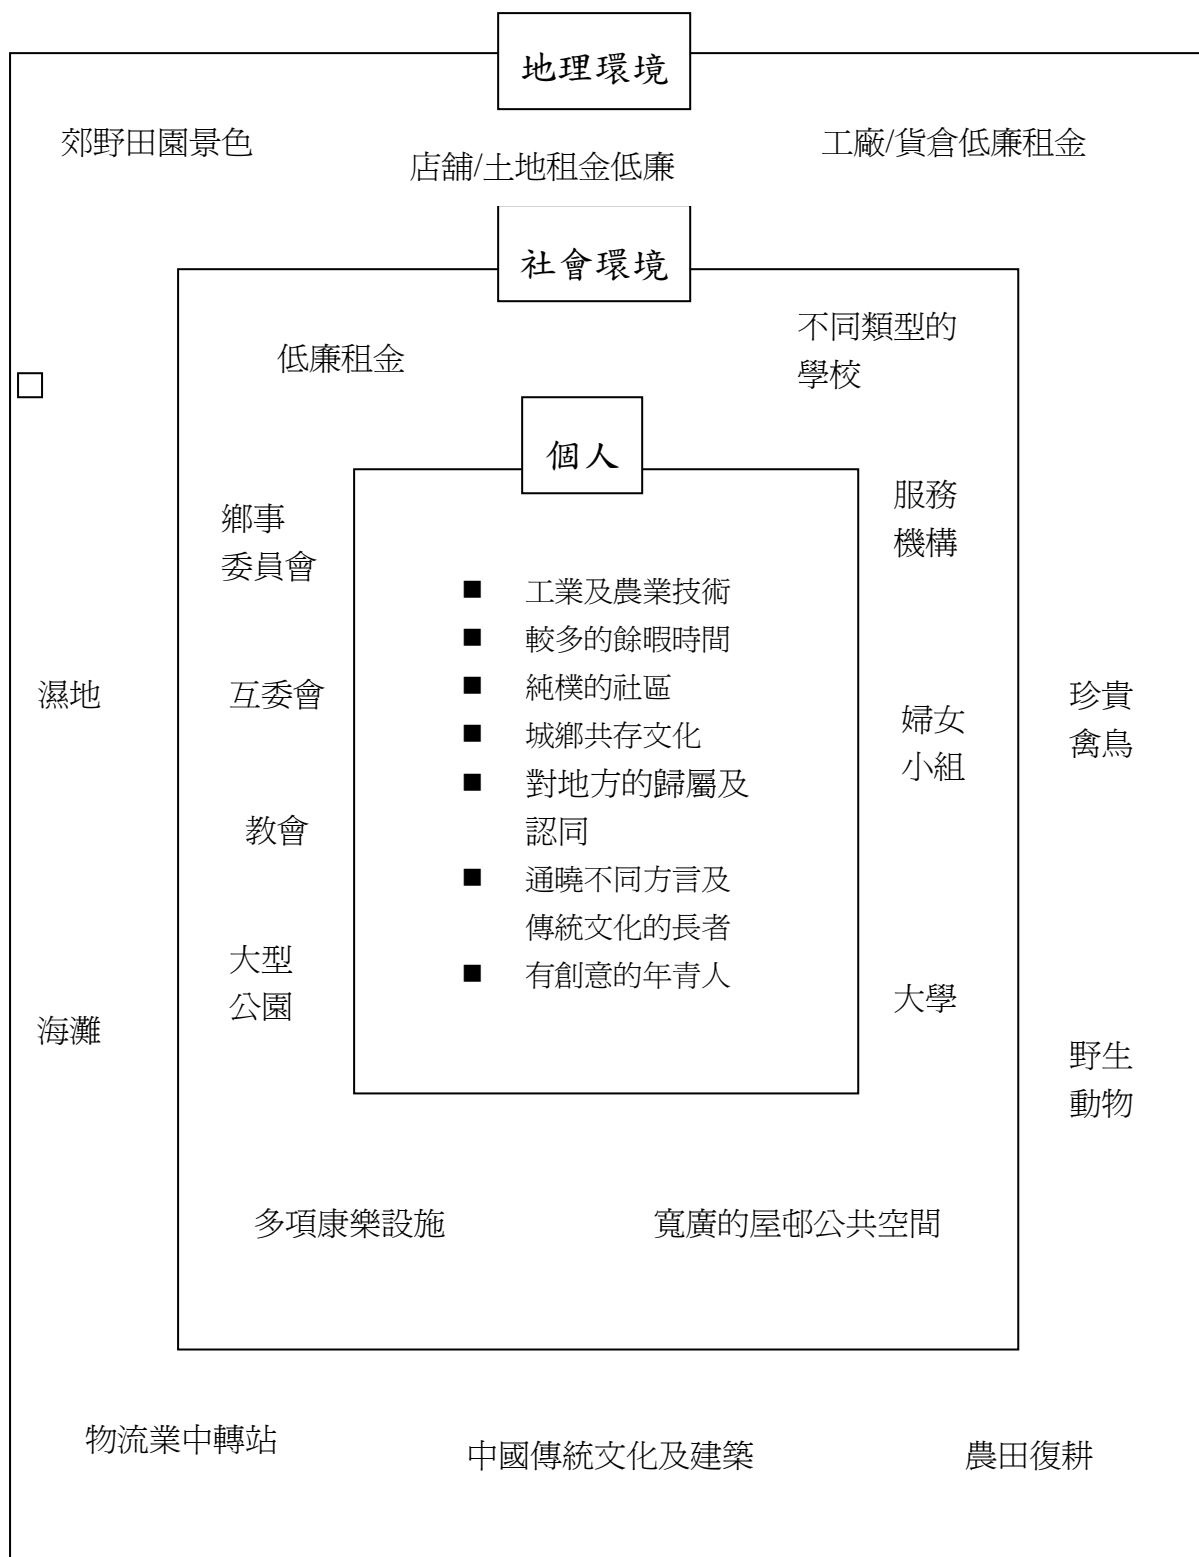 地理環境
郊野田園景色
店舖/土地租金低廉
工廠/貨倉低廉租金
社會環境
低廉租金
不同類型的
學校
個人
鄉事
委員會
服務
機構
■ 工業及農業技術
■ 較多的餘暇時間
■ 純樸的社區
■ 城鄉共存文化
■ 對地方的歸屬及
認同
■ 通曉不同方言及
傳統文化的長者
■ 有創意的年青人
濕地
互委會
婦女
小組
珍貴
禽鳥
教會
大型
公園
大學
海灘
野生
動物
多項康樂設施
寬廣的屋邨公共空間
物流業中轉站
中國傳統文化及建築
農田復耕